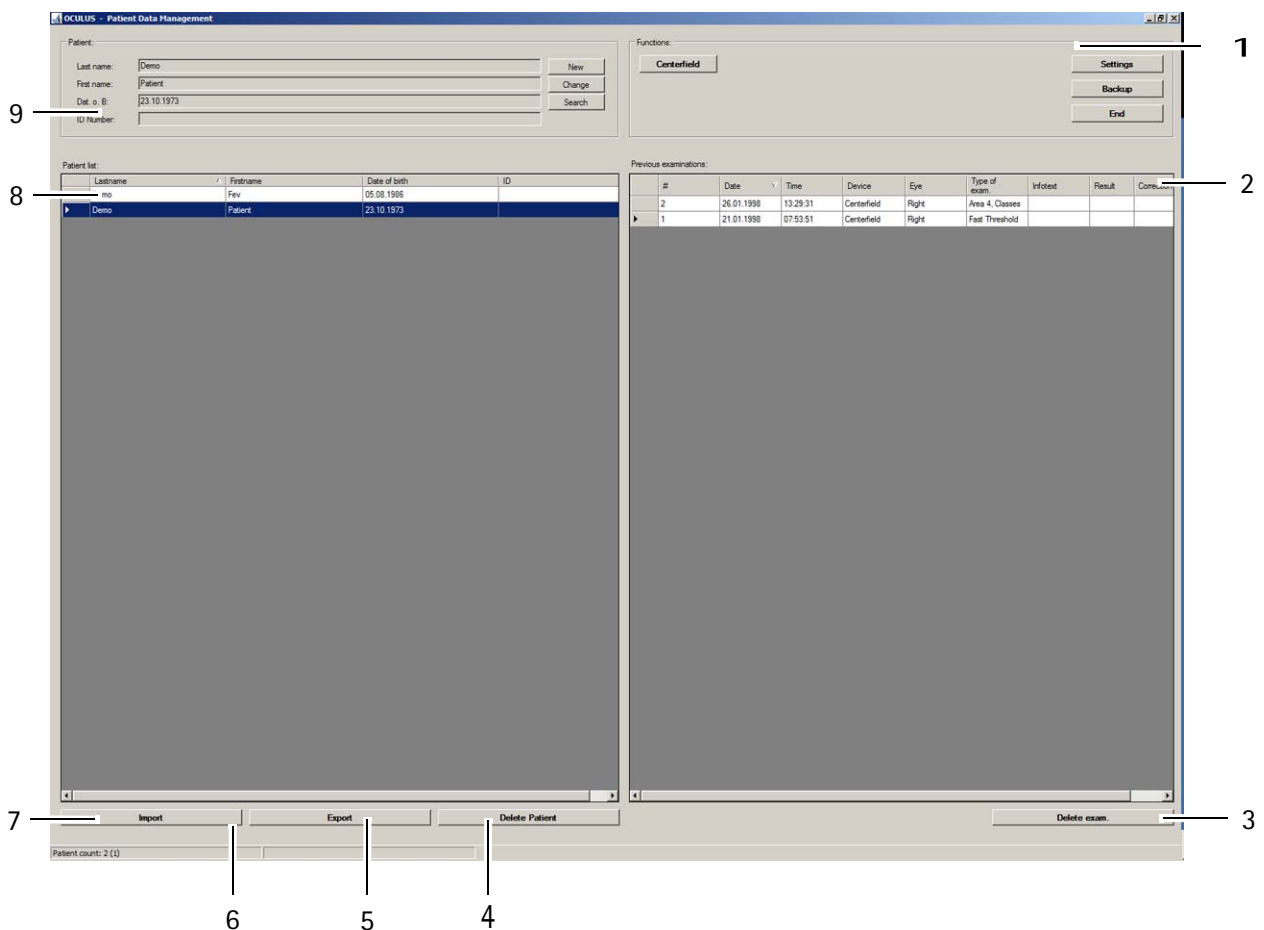 OCULUS - Patient Data Management
Patient:
Last name: Demo New
First name: Patient Change
Dat. o. B: 23.10.1973 Search
ID Number:
Functions:
Centerfield Settings
Backup
End
1
9
Patient list:
Lastname Firstname Date of birth ID
mo Fev 05.08.1986
Demo Patient 23.10.1973
8
Previous examinations:
# Date Time Device Eye Type of exam. Infotext Result
2 26.01.1998 13:29:31 Centerfield Right Area 4, Classes
1 21.01.1998 07:53:51 Centerfield Right Fast Threshold
2
7 Import Export Delete Patient Delete exam. 3
Patient count: 2 (1)
6 5 4